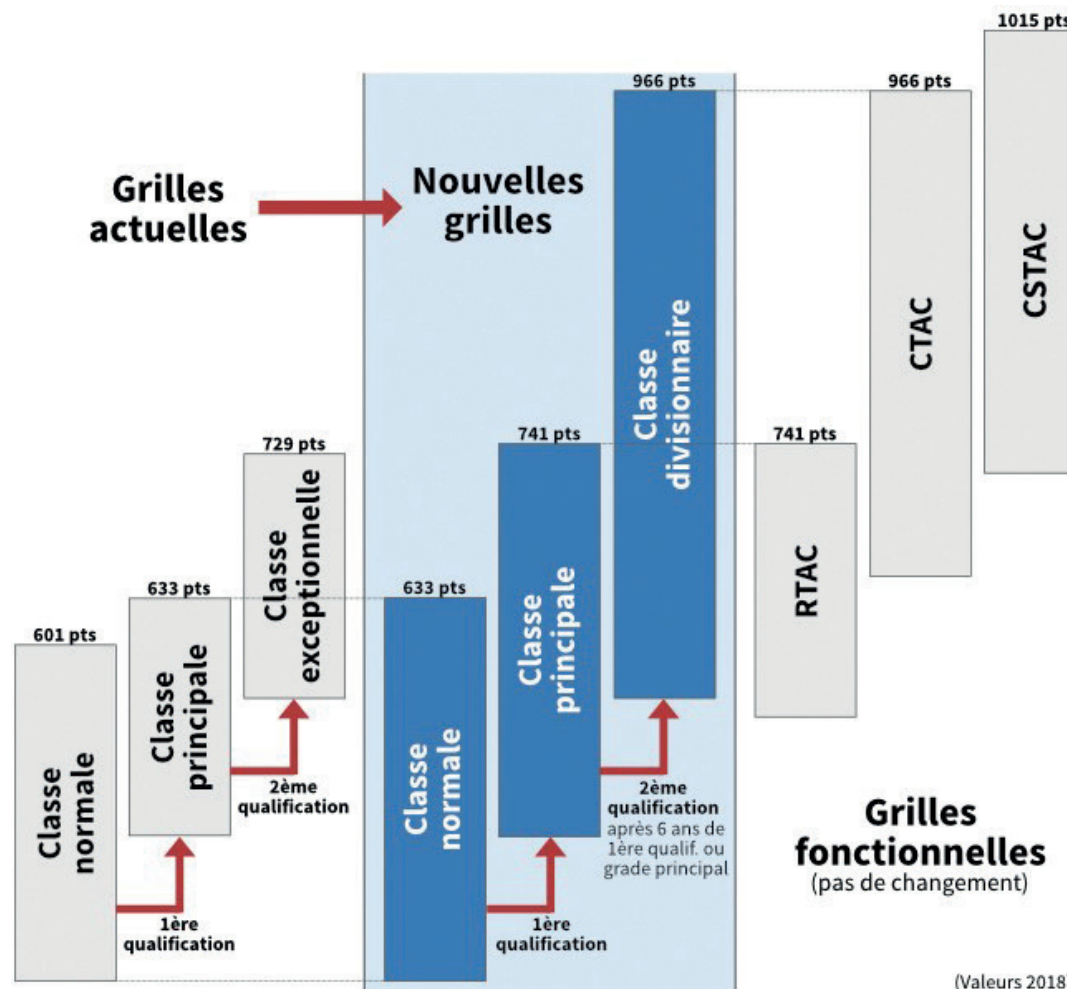 1015 pts
966 pts
966 pts
Grilles
actuelles
Nouvelles
grilles
Classe
divisionnaire
CTAC
CSTAC
729 pts
741 pts
741 pts
Classe
exceptionnelle
Classe
principale
RTAC
601 pts
633 pts
633 pts
Classe
normale
Classe
principale
Classe
normale
2ème
qualification
2ème
qualification
après 6 ans de
1ère qualif. ou
grade principal
1ère
qualification
1ère
qualification
Grilles
fonctionnelles
(pas de changement)
(Valeurs 2018)